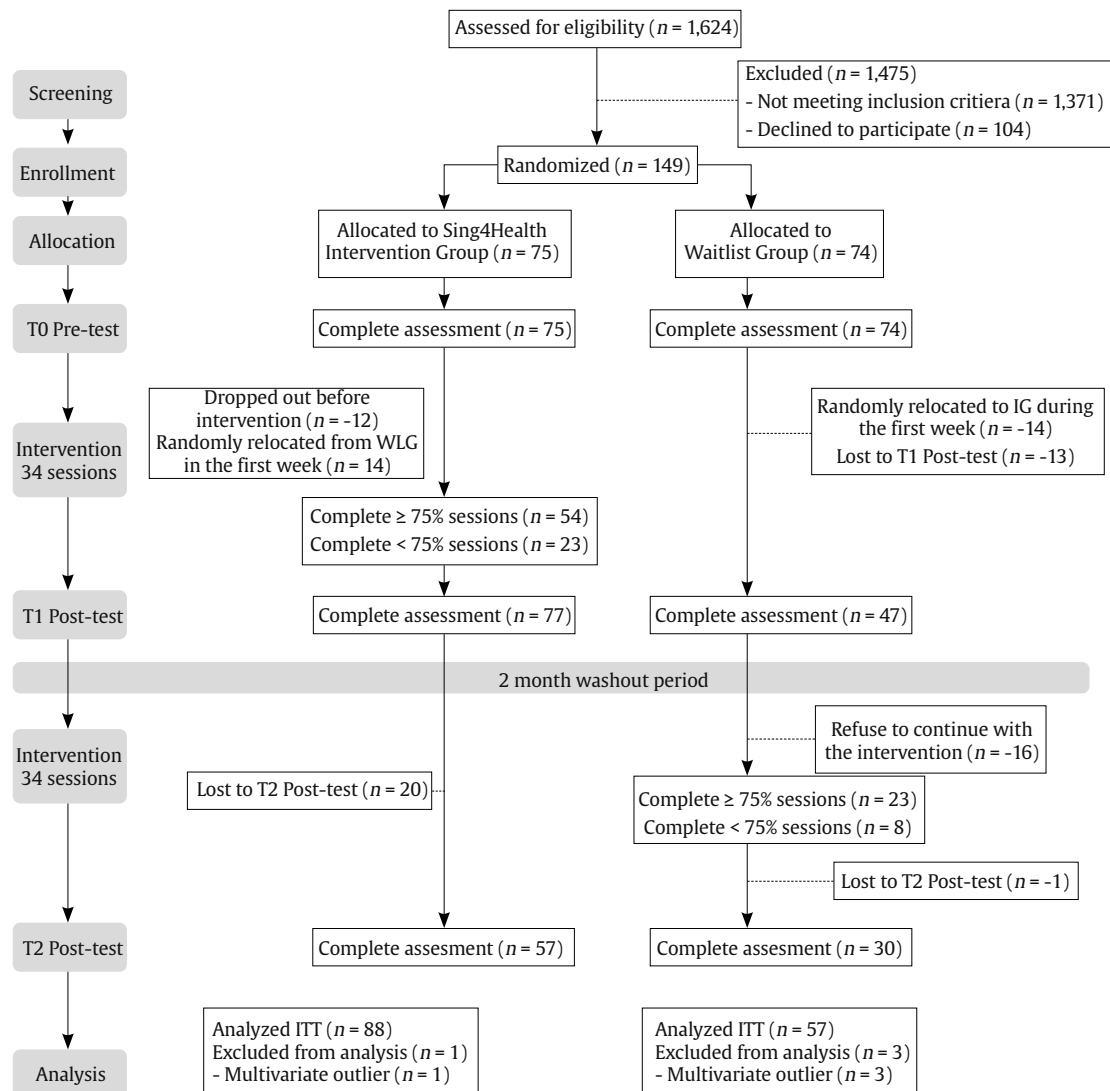 Assessed for eligibility (n = 1,624)
Excluded (n = 1,475)
- Not meeting inclusion critiera (n = 1,371)
- Declined to participate (n = 104)
Screening
Enrollment
Randomized (n = 149)
Allocation
Allocated to Sing4Health
Intervention Group (n = 75)
Allocated to
Waitlist Group (n = 74)
T0 Pre-test
Complete assessment (n = 75)
Complete assessment (n = 74)
Intervention
34 sessions
Dropped out before
intervention (n = -12)
Randomly relocated from WLG
in the first week (n = 14)
Randomly relocated to IG during
the first week (n = -14)
Lost to T1 Post-test (n = -13)
Complete ≥ 75% sessions (n = 54)
Complete < 75% sessions (n = 23)
T1 Post-test
Complete assessment (n = 77)
Complete assessment (n = 47)
2 month washout period
Intervention
34 sessions
Refuse to continue with
the intervention (n = -16)
Lost to T2 Post-test (n = 20)
Complete ≥ 75% sessions (n = 23)
Complete < 75% sessions (n = 8)
Lost to T2 Post-test (n = -1)
T2 Post-test
Complete assesment (n = 57)
Complete assesment (n = 30)
Analysis
Analyzed ITT (n = 88)
Excluded from analysis (n = 1)
- Multivariate outlier (n = 1)
Analyzed ITT (n = 57)
Excluded from analysis (n = 3)
- Multivariate outlier (n = 3)